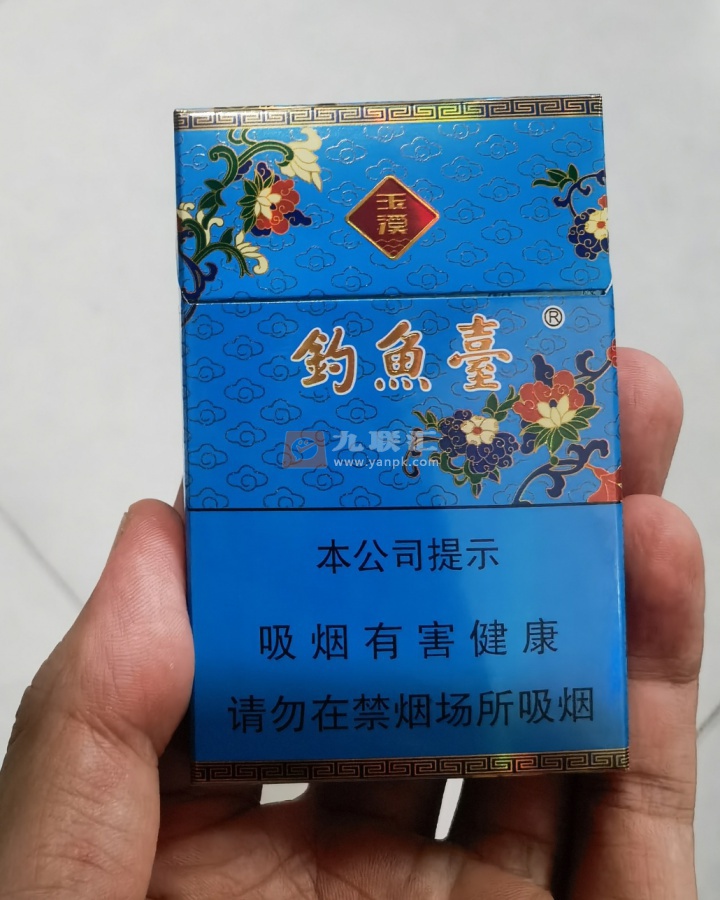 玉溪
釣魚臺®
九联汇
www.yanpk.com
本公司提示
吸烟有害健康
请勿在禁烟场所吸烟